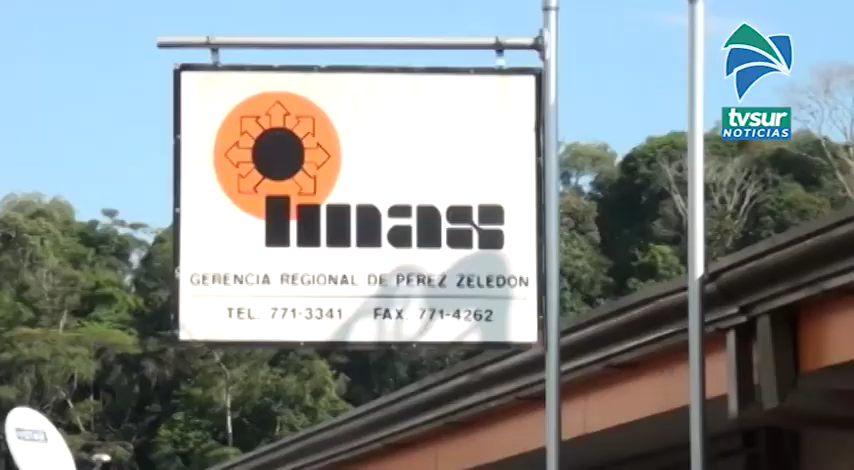 tvsur
NOTICIAS
imas
GERENCIA REGIONAL DE PEREZ ZELEDON
TEL. 771-3341 FAX. 771-4262